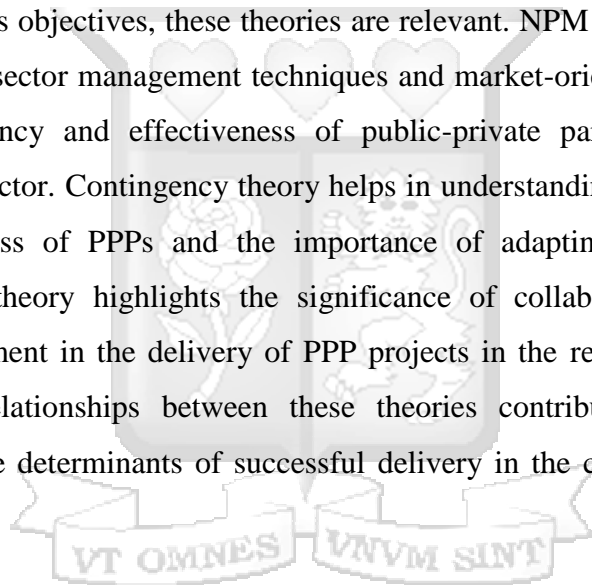 s objectives, these theories are relevant. NPM
sector management techniques and market-ori
ncy and effectiveness of public-private pa
ctor. Contingency theory helps in understandin
ss of PPPs and the importance of adaptin
theory highlights the significance of collab
nent in the delivery of PPP projects in the re
elationships between these theories contribu
e determinants of successful delivery in the c
VT OMNES VNVM SINT